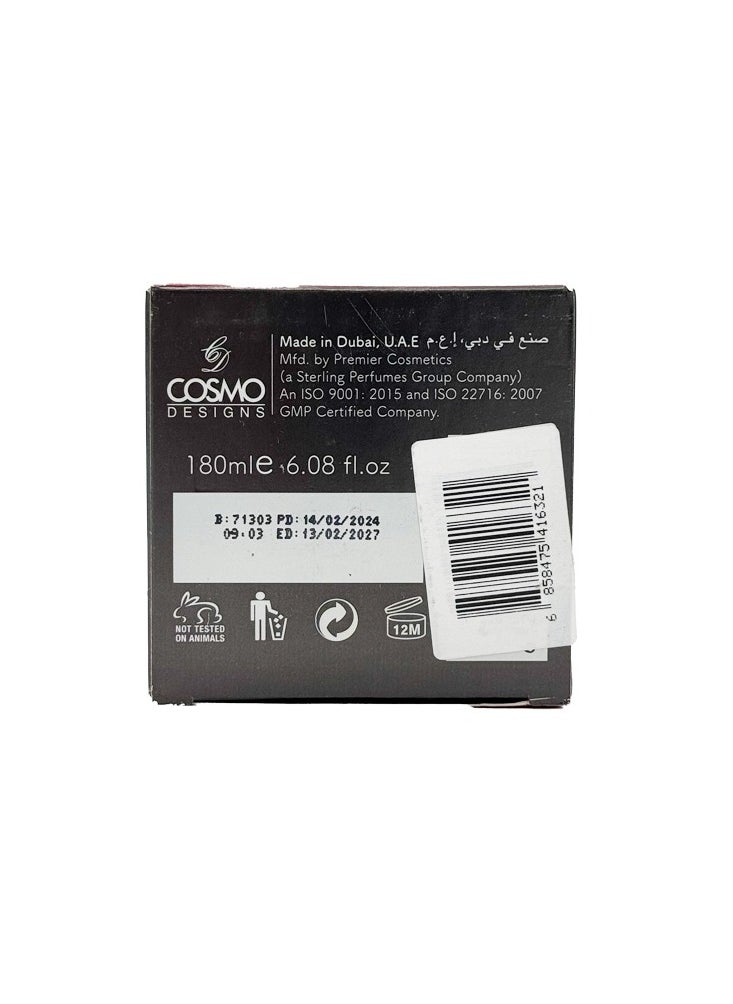 CD
COSMO
DESIGNS
Made in Dubai, U.A.E صنع في دبي، إ.ع.م
Mfd. by Premier Cosmetics
(a Sterling Perfumes Group Company)
An ISO 9001: 2015 and ISO 22716: 2007
GMP Certified Company.
180ml℮ 6.08 fl.oz
B:71303 PD:14/02/2024
09:03 ED:13/02/2027
NOT TESTED
ON ANIMALS
12M
6 858475 416321